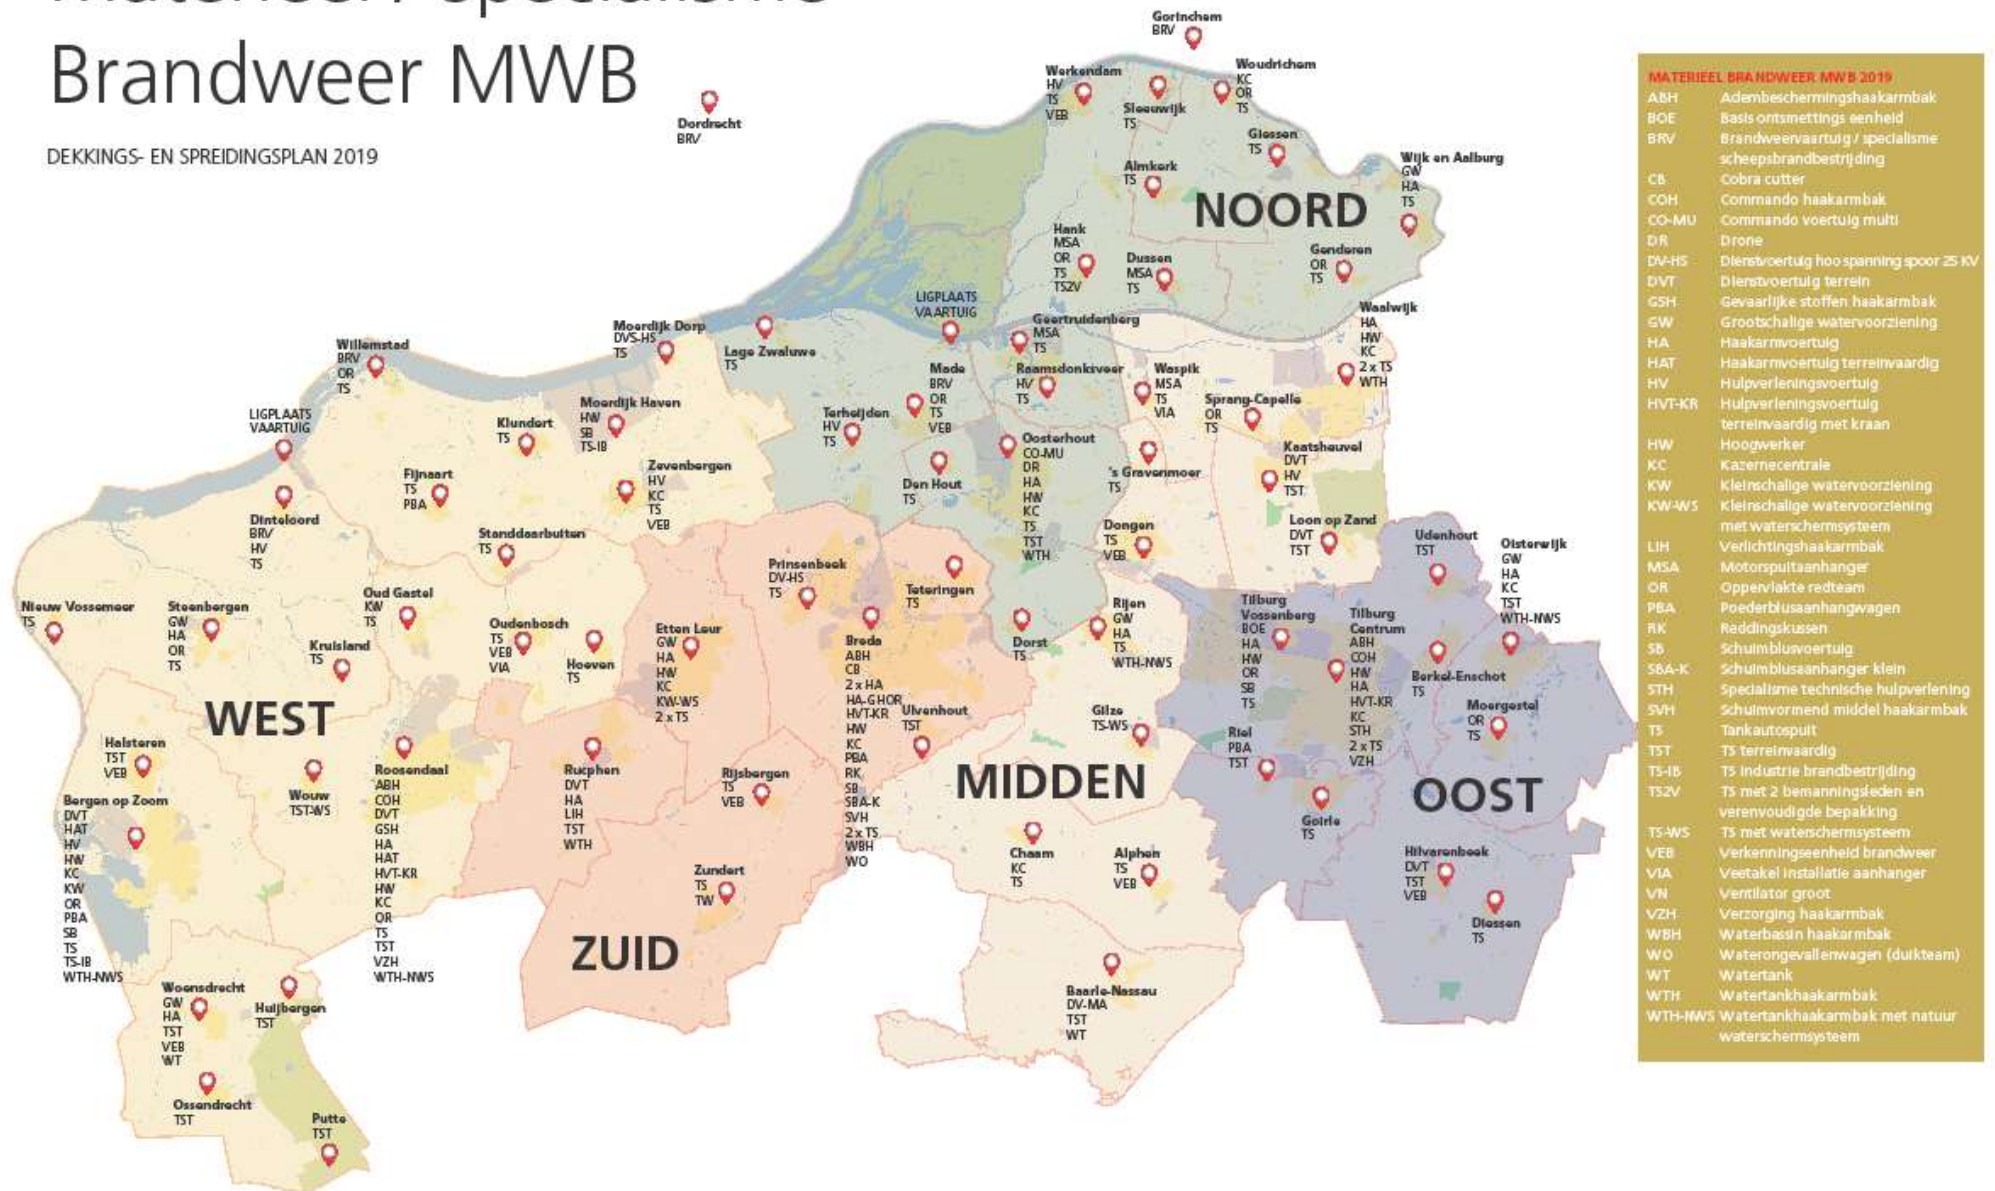 Brandweer MWB
DEKKINGS- EN SPREIDINGSPLAN 2019
Gorinchem
BRV
Dordrecht
BRV
Werkendam
HV
TS
VEB
Sleeuwijk
TS
Woudrichem
KC
OR
TS
Giessen
TS
Almkerk
TS
Wijk en Aalburg
GW
HA
TS
NOORD
Hank
MSA
OR
TS
TS2V
Dussen
MSA
TS
Genderen
OR
TS
LIGPLAATS
VAARTUIG
Geertruidenberg
MSA
TS
Waalwijk
HA
HW
KC
2 x TS
WTH
Moerdijk Dorp
DVS-HS
TS
Lage Zwaluwe
TS
Willemstad
BRV
OR
TS
Made
BRV
OR
TS
VEB
Raamsdonksveer
HV
TS
Waspik
MSA
TS
VIA
Sprang-Capelle
OR
TS
LIGPLAATS
VAARTUIG
Klundert
TS
Moerdijk Haven
HW
SB
TS-IB
Terheijden
HV
TS
Oosterhout
CO-MU
DR
HA
HW
KC
TS
TST
WTH
's Gravenmoer
TS
Kaatsheuvel
DVT
HV
TST
Fijnaart
TS
PBA
Zevenbergen
HV
KC
TS
VEB
Den Hout
TS
Dinteloord
BRV
HV
TS
Standdaarbuiten
TS
Dongen
TS
VEB
Loon op Zand
DVT
TST
Udenhout
TST
Oisterwijk
GW
HA
KC
TST
WTH-NWS
Prinsenbeek
DV-HS
TS
Teteringen
TS
Nieuw Vossemeer
TS
Steenbergen
GW
HA
OR
TS
Oud Gastel
KW
TS
Kruisland
TS
Oudenbosch
TS
VEB
VIA
Hoeven
TS
Etten Leur
GW
HA
HW
KC
KW-WS
2 x TS
Breda
ABH
CB
2 x HA
HA-GHOR
HVT-KR
HW
KC
PBA
RK
SB
SBA-K
SVH
2 x TS
WBH
WO
Dorst
TS
Rijen
GW
HA
TS
WTH-NWS
Tilburg
Vossenberg
BOE
HA
HW
OR
SB
TS
Tilburg
Centrum
ABH
COH
HW
HA
HVT-KR
KC
STH
2 x TS
VZH
Berkel-Enschot
TS
Moergestel
OR
TS
WEST
Ulvenhout
TST
Gilze
TS-WS
Riel
PBA
TST
Halsteren
TST
VEB
Wouw
TST-WS
Roosendaal
ABH
COH
DVT
GSH
HA
HAT
HVT-KR
HW
KC
OR
TS
TST
VZH
WTH-NWS
Rucphen
DVT
HA
LIH
TST
WTH
Rijsbergen
TS
VEB
MIDDEN
OOST
Bergen op Zoom
DVT
HAT
HV
HW
KC
KW
OR
PBA
SB
TS
TS-IB
WTH-NWS
Goirle
TS
Zundert
TS
TW
Chaam
KC
TS
Alphen
TS
VEB
Hilvarenbeek
DVT
TST
VEB
Diessen
TS
ZUID
Woensdrecht
GW
HA
TST
VEB
WT
Huijbergen
TST
Baarle-Nassau
DV-MA
TST
WT
Ossendrecht
TST
Putte
TST
MATERIEEL BRANDWEER MWB 2019
ABH Adembeschermingshaakarmbak
BOE Basis ontsmettings eenheid
BRV Brandweervaartuig / specialisme
scheepsbrandbestrijding
CB Cobra cutter
COH Commando haakarmbak
CO-MU Commando voertuig multi
DR Drone
DV-HS Dienstvoertuig hoo spanning spoor 25 KV
DVT Dienstvoertuig terrein
GSH Gevaarlijke stoffen haakarmbak
GW Grootschalige watervoorziening
HA Haakarmvoertuig
HAT Haakarmvoertuig terreinvaardig
HV Hulpverleningsvoertuig
HVT-KR Hulpverleningsvoertuig
terreinvaardig met kraan
HW Hoogwerker
KC Kazernecentrale
KW Kleinschalige watervoorziening
KW-WS Kleinschalige watervoorziening
met waterschermsysteem
LIH Verlichtingshaakarmbak
MSA Motorspuitaanhanger
OR Oppervlakte redteam
PBA Poederblusaanhangwagen
RK Reddingskussen
SB Schuimblusvoertuig
SBA-K Schuimblusaanhanger klein
STH Specialisme technische hulpverlening
SVH Schuimvormend middel haakarmbak
TS Tankautospuit
TST TS terreinvaardig
TS-IB TS industrie brandbestrijding
TS2V TS met 2 bemanningsleden en
verenvoudigde bepakking
TS-WS TS met waterschermsysteem
VEB Verkenningseenheid brandweer
VIA Veetakel installatie aanhanger
VN Ventilator groot
VZH Verzorging haakarmbak
WBH Waterbassin haakarmbak
WO Waterongevallenwagen (duikteam)
WT Watertank
WTH Watertankhaakarmbak
WTH-NWS Watertankhaakarmbak met natuur
waterschermsysteem